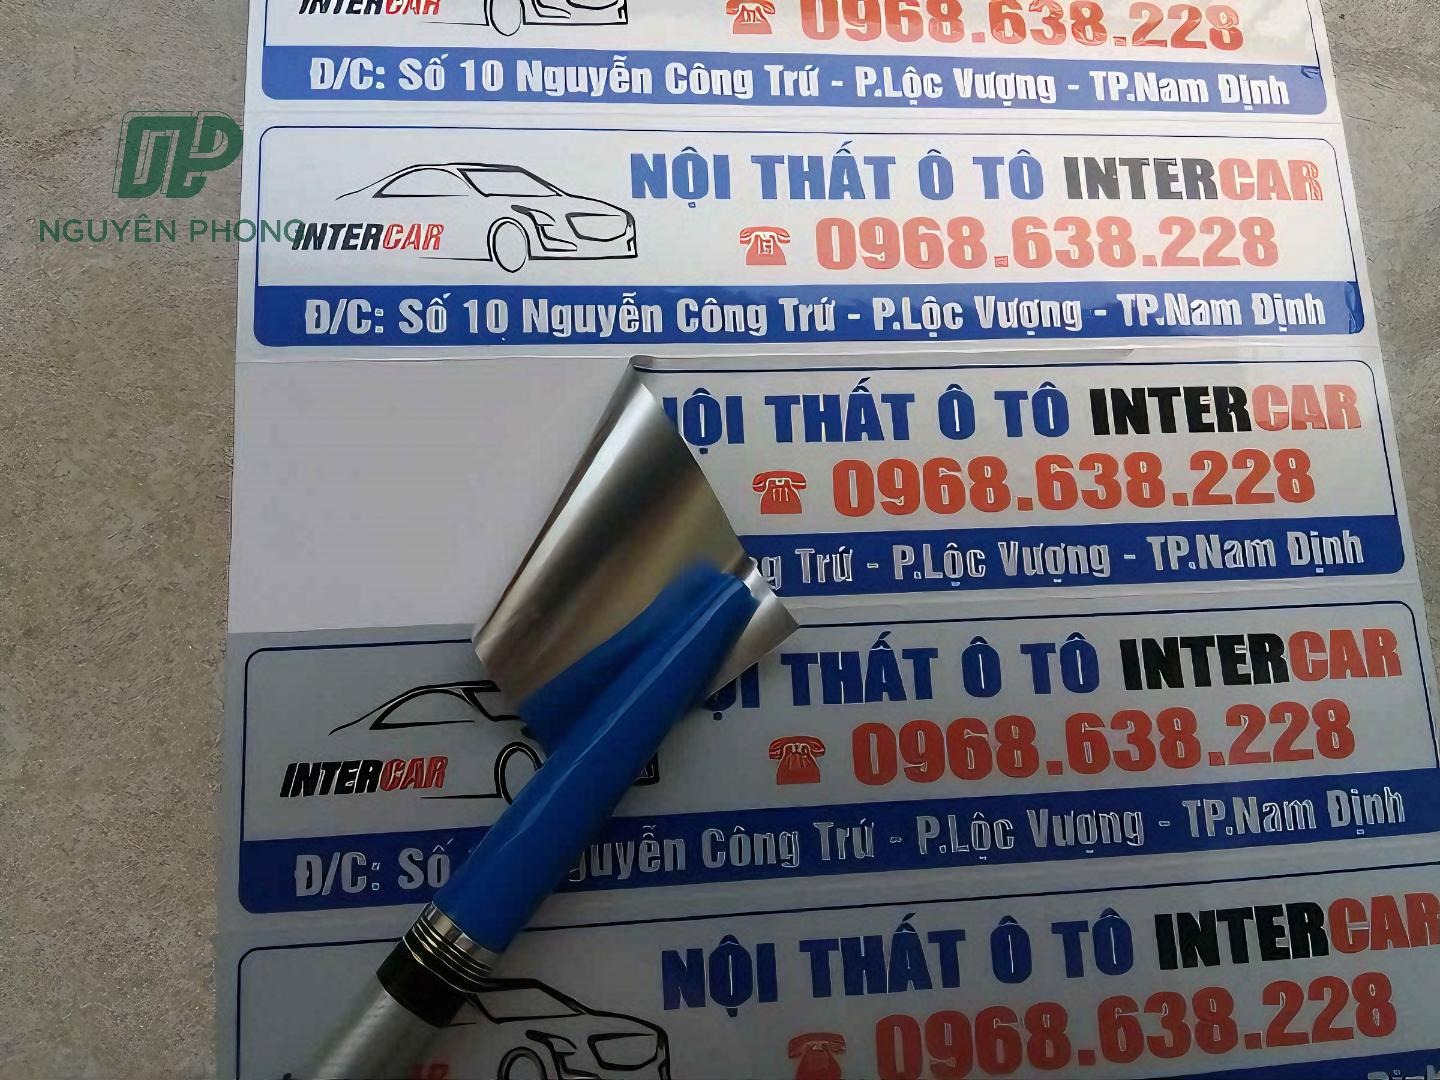 INTERCAR
0968.638.228
Đ/C: Số 10 Nguyễn Công Trứ - P.Lộc Vượng - TP.Nam Định
NỘI THẤT Ô TÔ INTERCAR
INTERCAR
0968.638.228
Đ/C: Số 10 Nguyễn Công Trứ - P.Lộc Vượng - TP.Nam Định
NGUYÊN PHONG
NỘI THẤT Ô TÔ INTERCAR
0968.638.228
Trứ - P.Lộc Vượng - TP.Nam Định
NỘI THẤT Ô TÔ INTERCAR
INTERCAR
0968.638.228
Đ/C: Số guyễn Công Trứ - P.Lộc Vượng - TP.Nam Định
NỘI THẤT Ô TÔ INTERCAR
0968.638.228